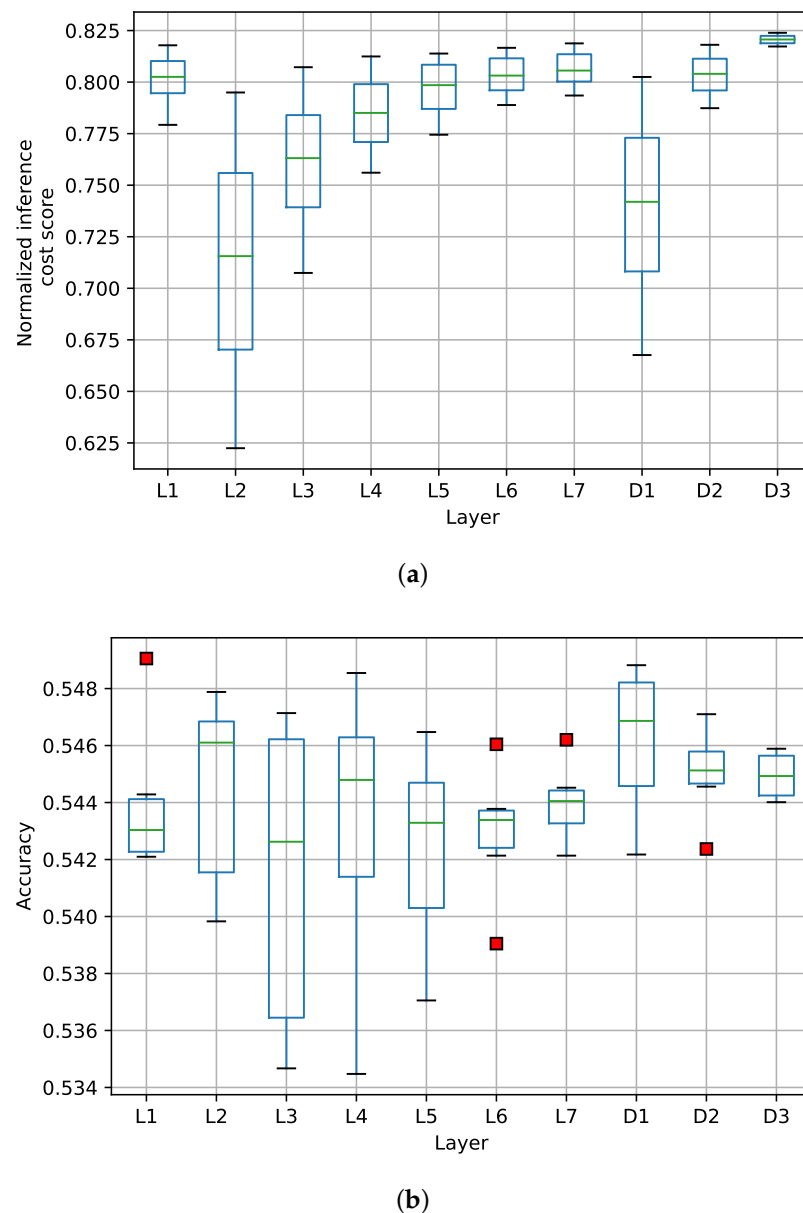 0.825
0.800
0.775
0.750
0.725
0.700
0.675
0.650
0.625
Normalized inference
cost score
L1 L2 L3 L4 L5 L6 L7 D1 D2 D3
Layer
(a)
0.548
0.546
0.544
0.542
0.540
0.538
0.536
0.534
Accuracy
L1 L2 L3 L4 L5 L6 L7 D1 D2 D3
Layer
(b)